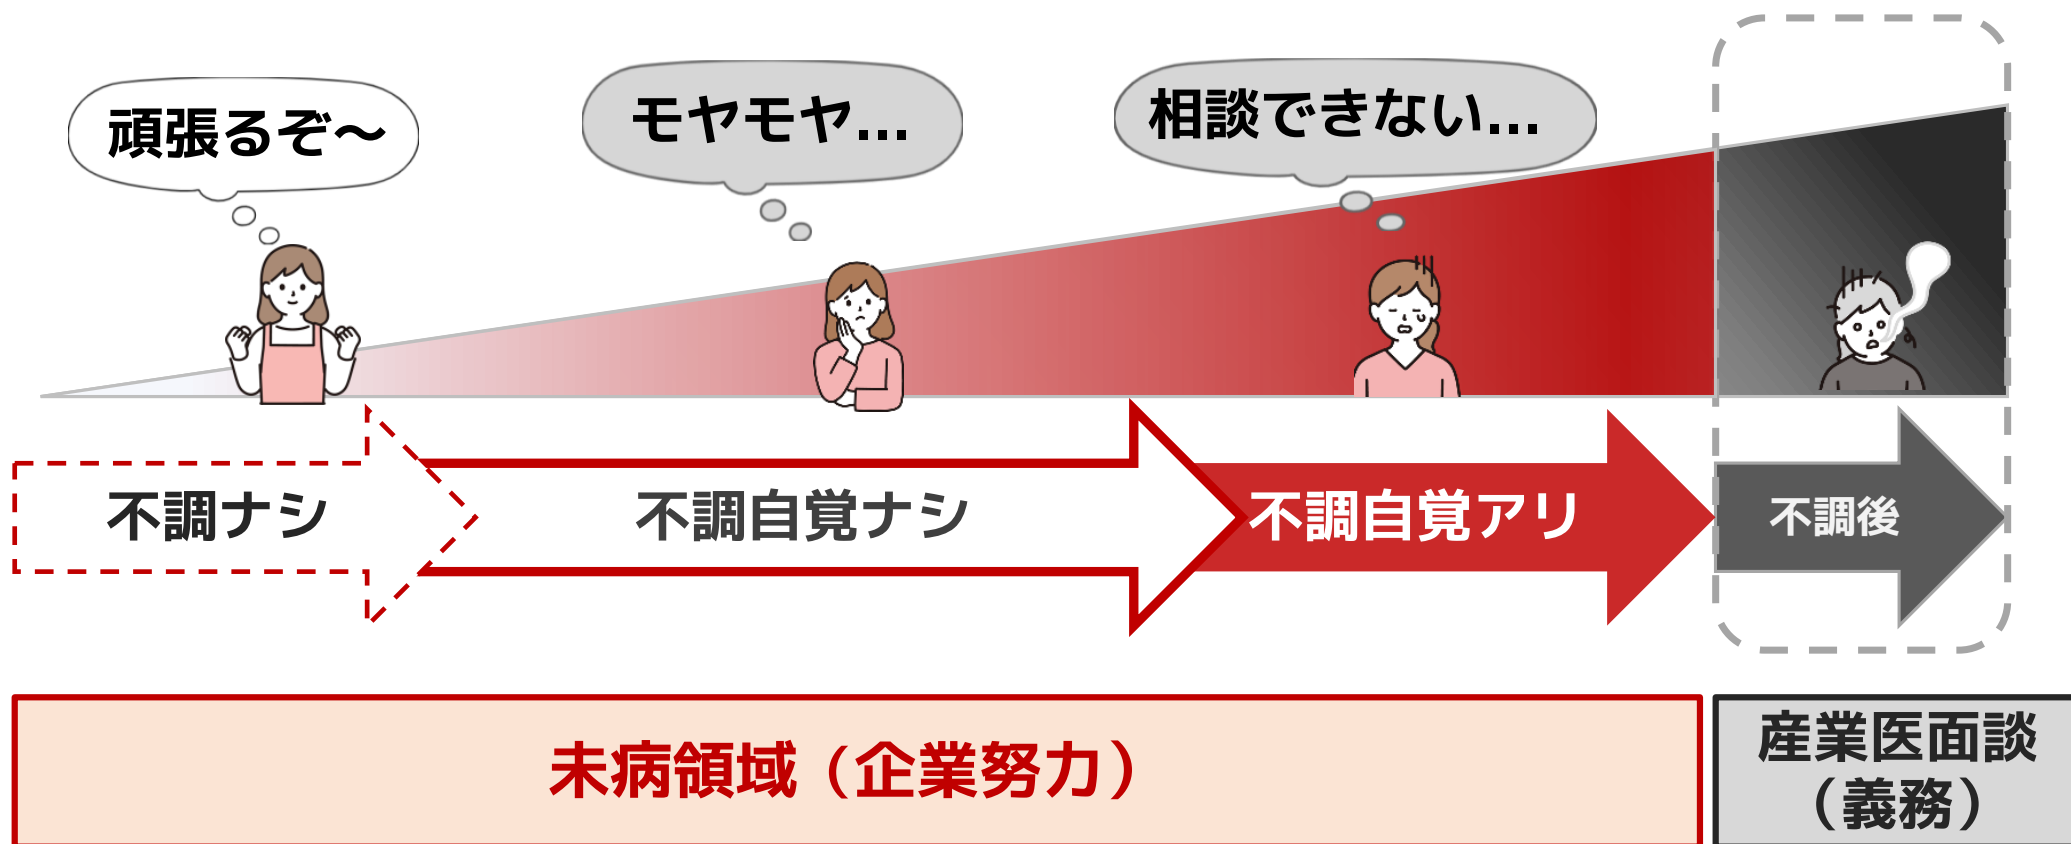 頑張るぞ～
モヤモヤ...
相談できない...
不調ナシ
不調自覚ナシ
不調自覚アリ
不調後
未病領域（企業努力）
産業医面談
（義務）